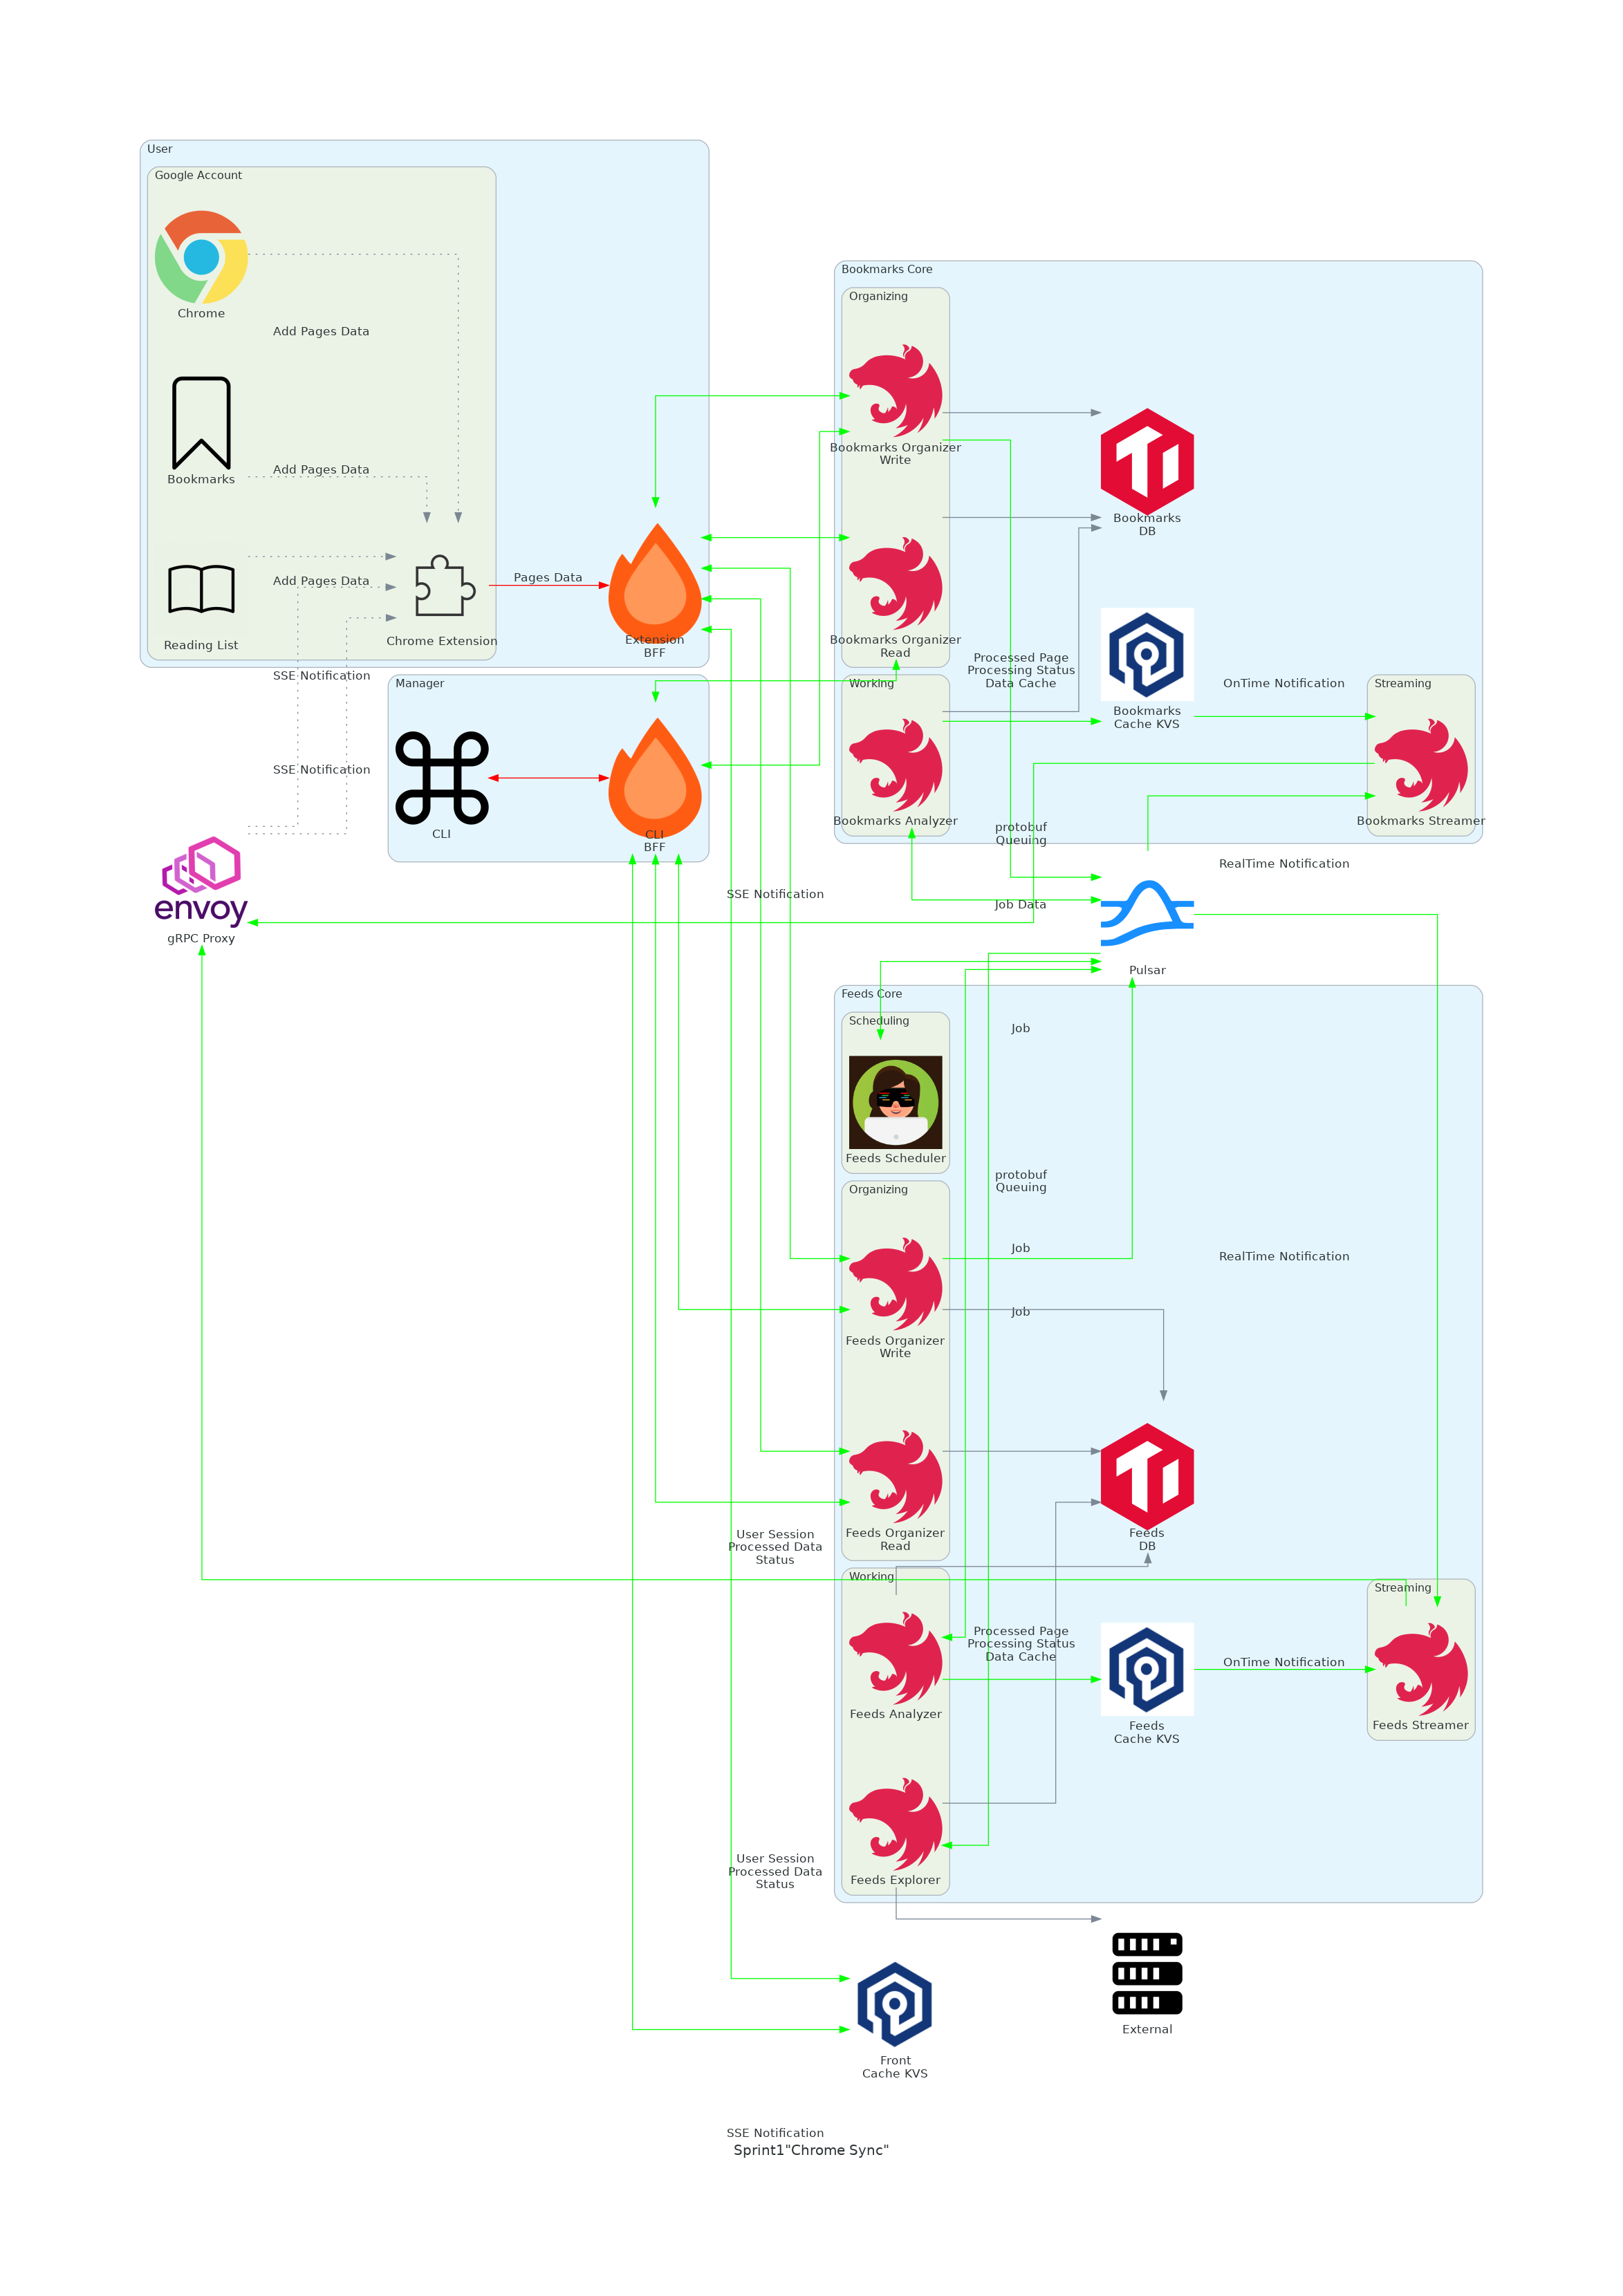 User
Google Account
Chrome
Add Pages Data
Bookmarks
Add Pages Data
Reading List
Add Pages Data
Chrome Extension
Pages Data
Extension
BFF
SSE Notification
SSE Notification
Manager
CLI
CLI
BFF
envoy
gRPC Proxy
SSE Notification
Bookmarks Core
Organizing
Bookmarks Organizer
Write
Bookmarks Organizer
Read
Bookmarks
DB
Working
Bookmarks Analyzer
Processed Page
Processing Status
Data Cache
Bookmarks
Cache KVS
OnTime Notification
Streaming
Bookmarks Streamer
protobuf
Queuing
RealTime Notification
Job Data
Pulsar
Feeds Core
Scheduling
Job
Feeds Scheduler
protobuf
Queuing
Organizing
Job
RealTime Notification
Job
Feeds Organizer
Write
Feeds Organizer
Read
Feeds
DB
User Session
Processed Data
Status
Working
Feeds Analyzer
Processed Page
Processing Status
Data Cache
Feeds
Cache KVS
OnTime Notification
Streaming
Feeds Streamer
Feeds Explorer
User Session
Processed Data
Status
External
Front
Cache KVS
SSE Notification
Sprint1"Chrome Sync"